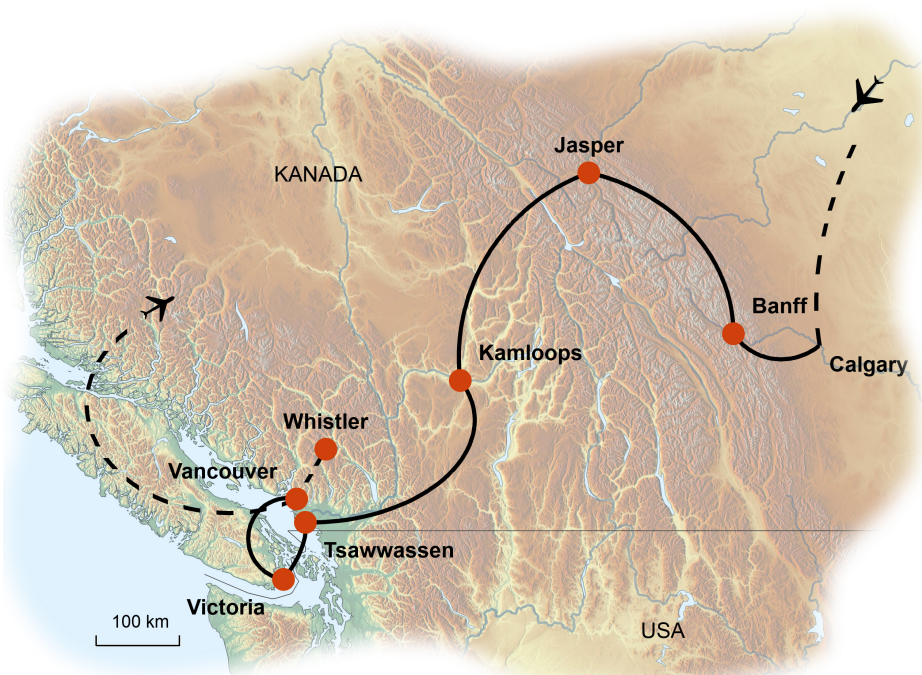 Jasper
KANADA
Banff
Kamloops
Calgary
Whistler
Vancouver
Tsawwassen
Victoria
100 km
USA